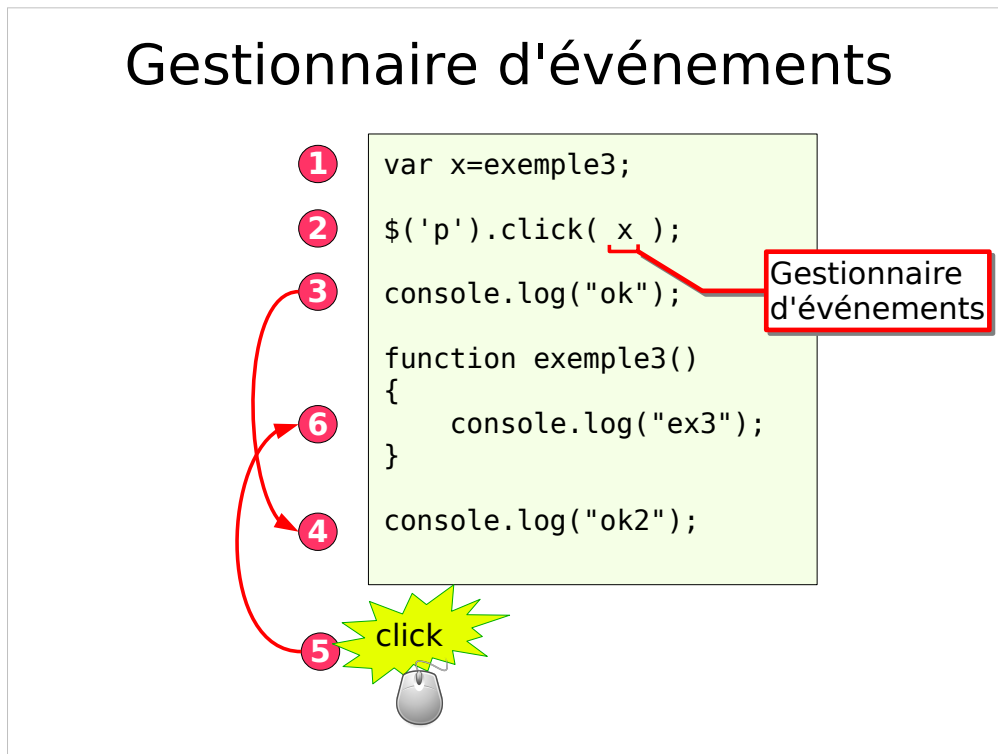 Gestionnaire d'événements
1 var x=exemple3;
2 $('p').click( x );
Gestionnaire
d'événements
3 console.log("ok");
function exemple3()
{
6 console.log("ex3");
}
4 console.log("ok2");
5 click